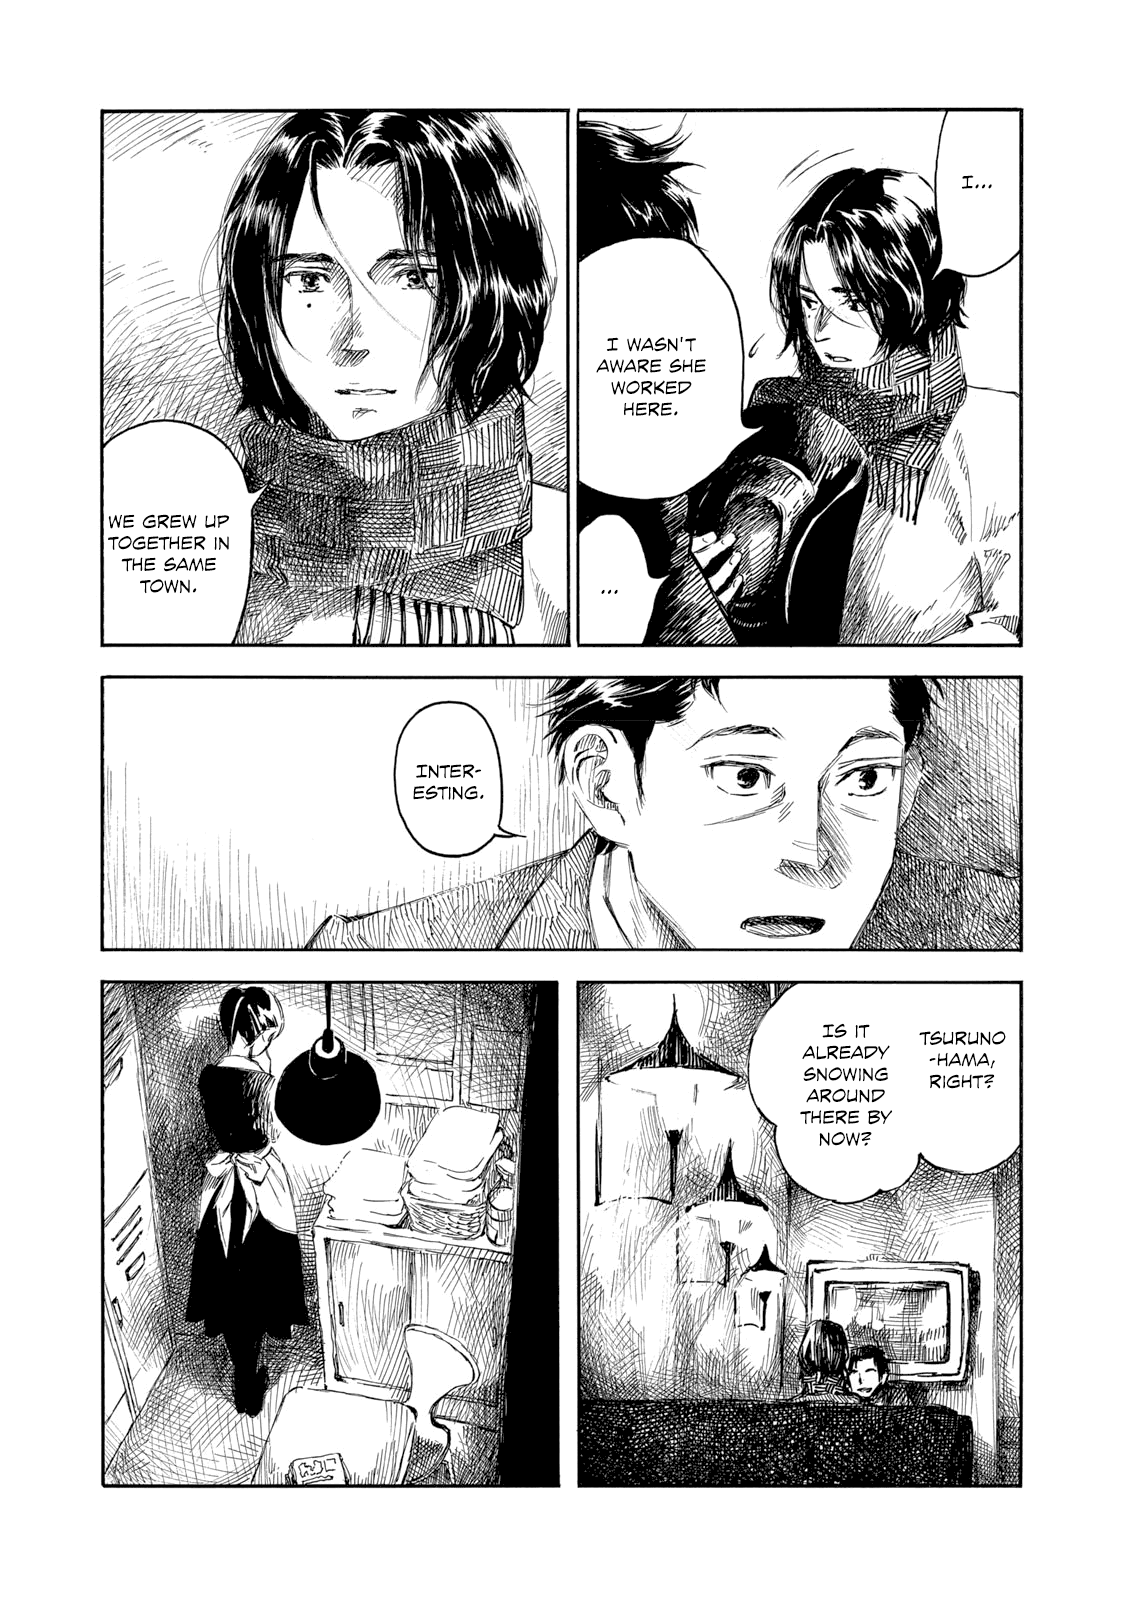 I...
I WASN'T
AWARE SHE
WORKED
HERE.
...
WE GREW UP
TOGETHER IN
THE SAME
TOWN.
INTER-
ESTING.
TSURUNO
-HAMA,
RIGHT?
IS IT
ALREADY
SNOWING
AROUND
THERE BY
NOW?